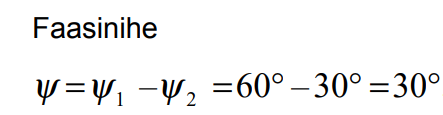 Faasinihe
ψ = ψ₁ – ψ₂ = 60° – 30° = 30°